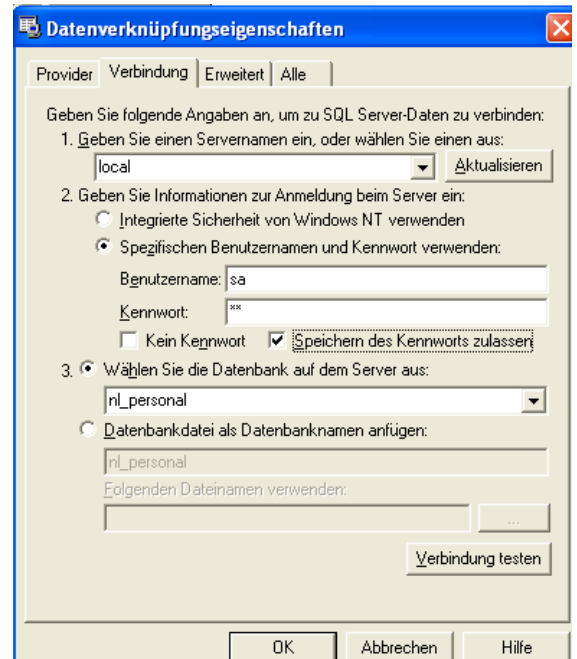 Datenverknüpfungseigenschaften
Provider Verbindung Erweitert Alle
Geben Sie folgende Angaben an, um zu SQL Server-Daten zu verbinden:
1. Geben Sie einen Servernamen ein, oder wählen Sie einen aus:
local Aktualisieren
2. Geben Sie Informationen zur Anmeldung beim Server ein:
Integrierte Sicherheit von Windows NT verwenden
Spezifischen Benutzernamen und Kennwort verwenden:
Benutzername: sa
Kennwort: **
Kein Kennwort Speichern des Kennworts zulassen
3. Wählen Sie die Datenbank auf dem Server aus:
nl_personal
Datenbankdatei als Datenbanknamen anfügen:
nl_personal
Folgenden Dateinamen verwenden:
...
Verbindung testen
OK Abbrechen Hilfe